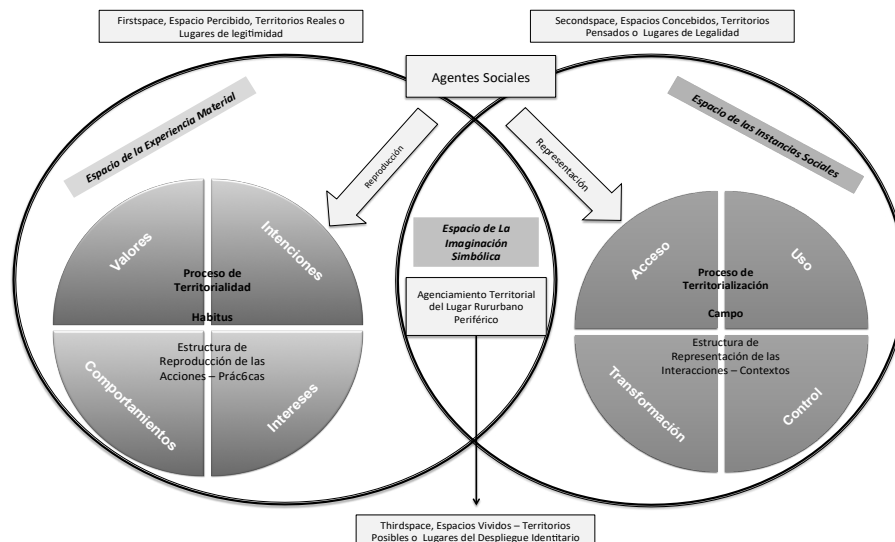 Firstspace, Espacio Percibido, Territorios Reales o
Lugares de legitimidad
Secondspace, Espacios Concebidos, Territorios
Pensados o Lugares de Legalidad
Agentes Sociales
Espacio de la Experiencia Material
Espacio de las Instancias Sociales
Reproducción
Representación
Espacio de La
Imaginación
Simbólica
Agenciamiento Territorial
del Lugar Rururbano
Periférico
Valores
Intenciones
Proceso de
Territorialidad
Habitus
Estructura de
Reproducción de las
Acciones – Prác6cas
Comportamientos
Intereses
Acceso
Uso
Proceso de
Territorialización
Campo
Estructura de
Representación de las
Interacciones – Contextos
Transformación
Control
Thirdspace, Espacios Vividos – Territorios
Posibles o Lugares del Despliegue Identitario